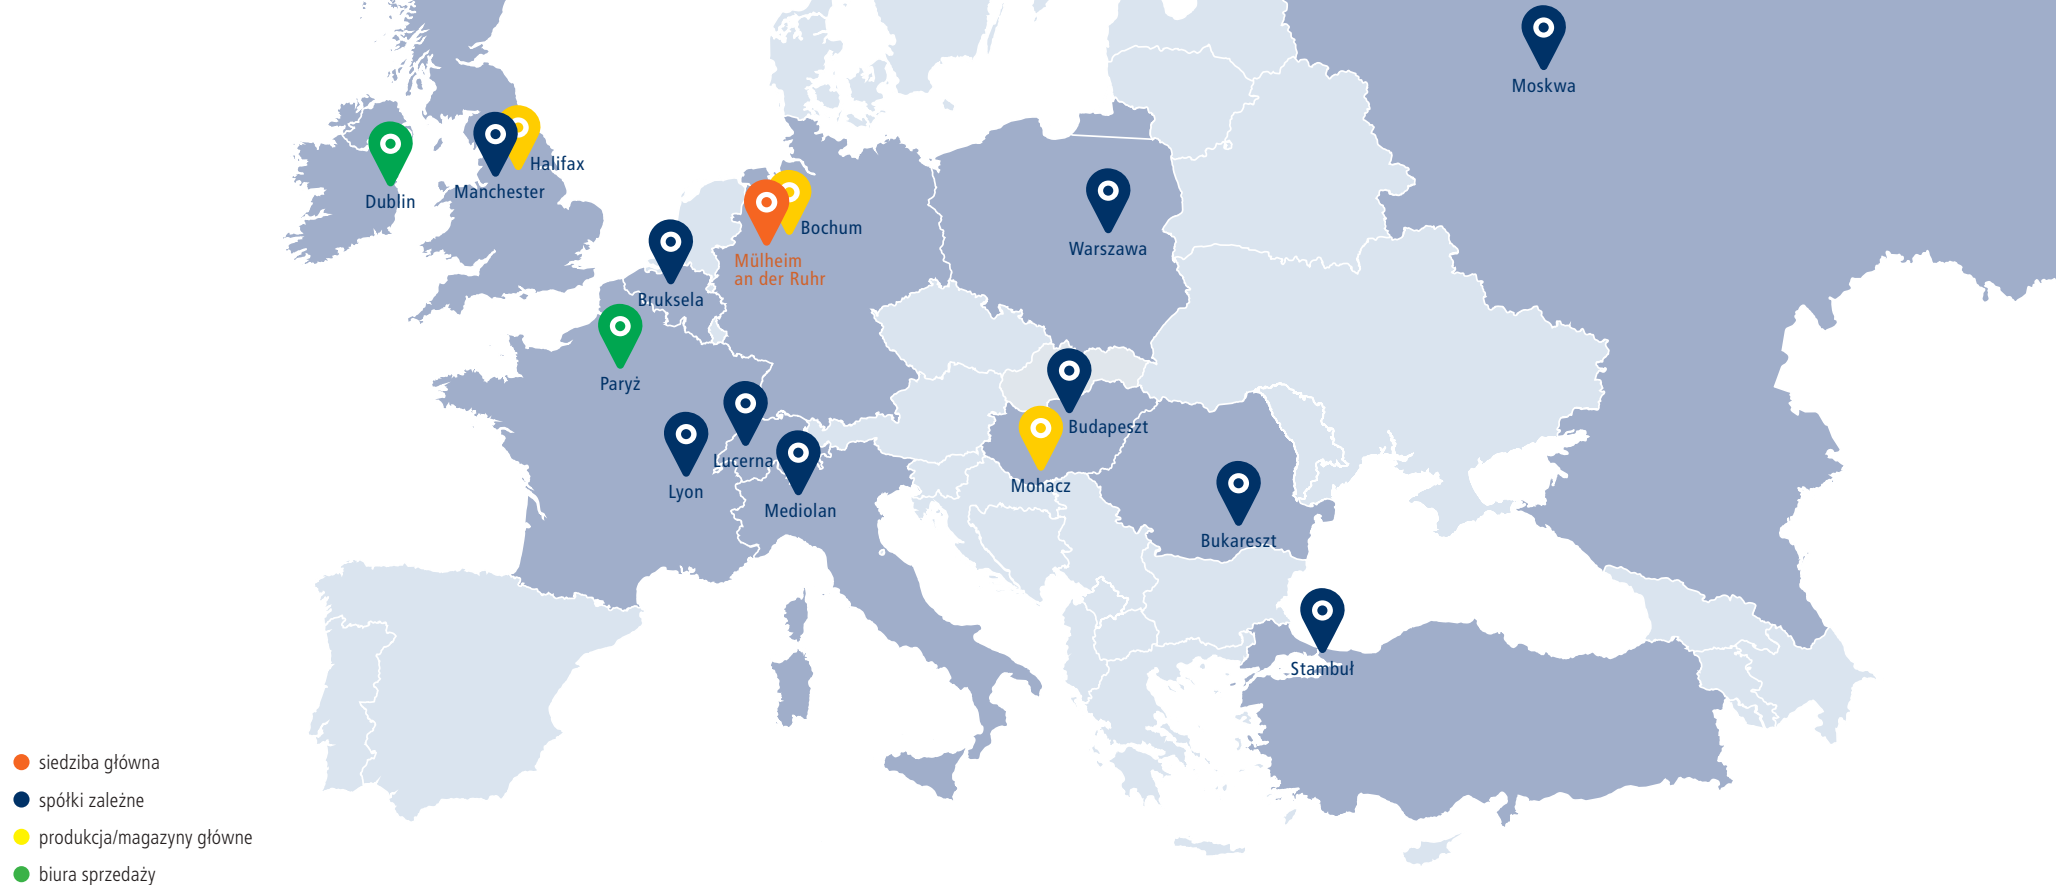 Moskwa
Halifax
Manchester
Dublin
Bochum
Warszawa
Mülheim
an der Ruhr
Bruksela
Paryż
Budapeszt
Lucerna
Mohacz
Lyon
Mediolan
Bukareszt
Stambuł
siedziba główna
spółki zależne
produkcja/magazyny główne
biura sprzedaży